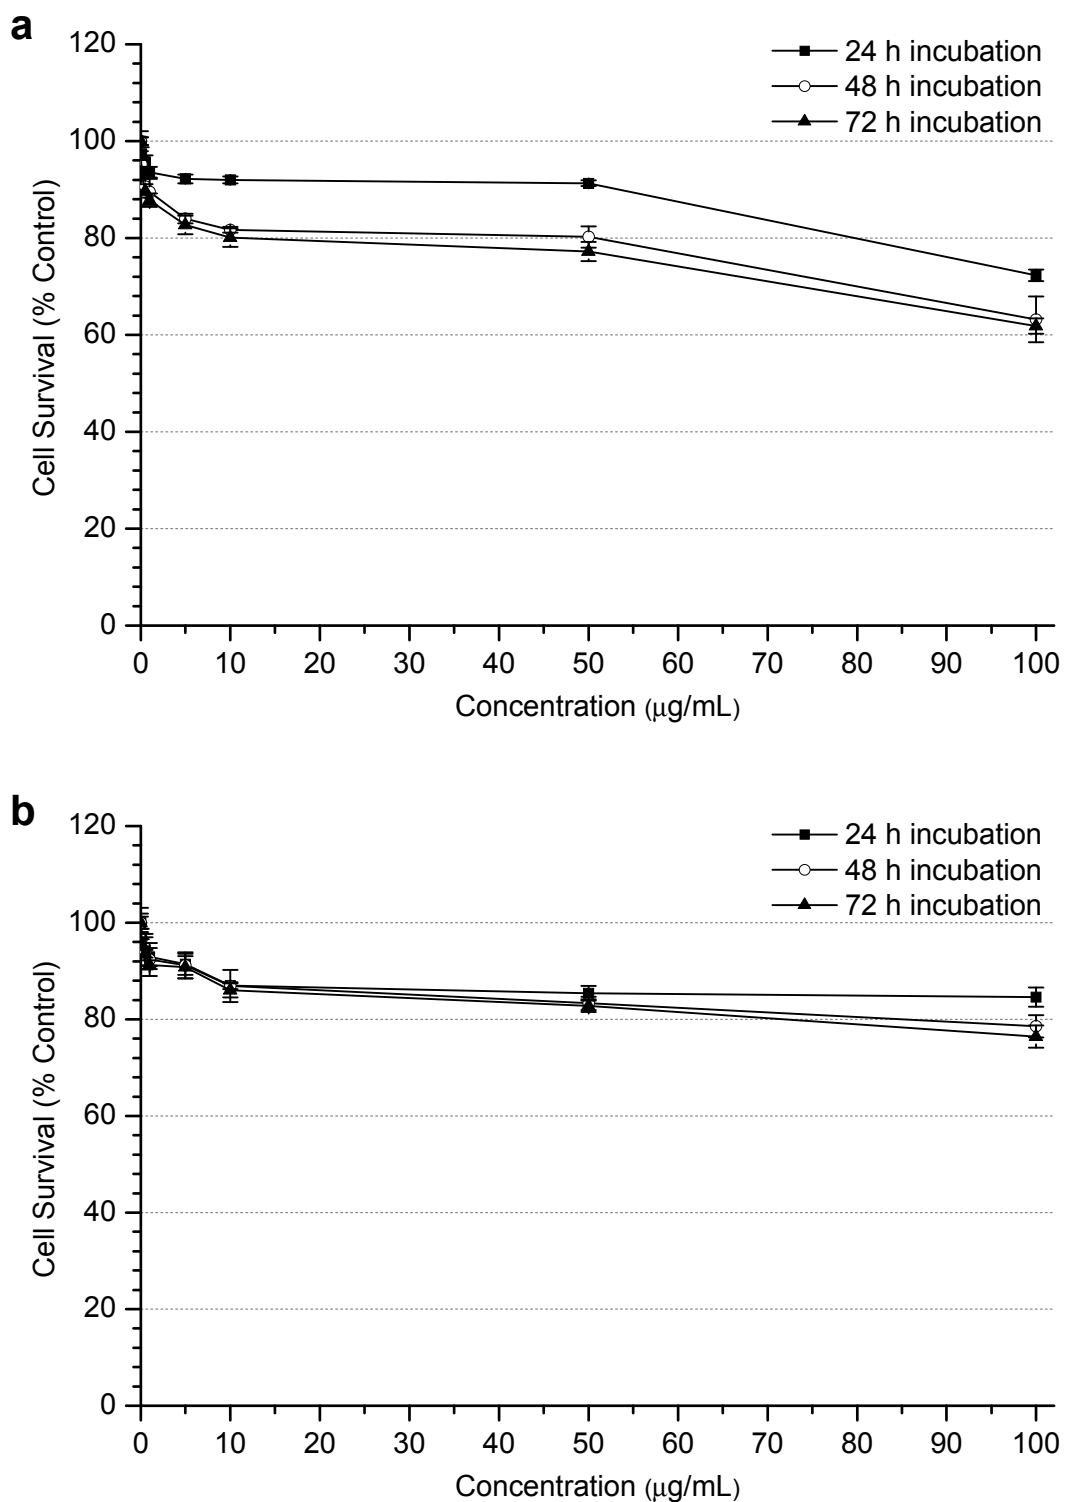 a
120
100
80
60
40
20
0
Cell Survival (% Control)
24 h incubation
48 h incubation
72 h incubation
0 10 20 30 40 50 60 70 80 90 100
Concentration (μg/mL)
b
120
100
80
60
40
20
0
Cell Survival (% Control)
24 h incubation
48 h incubation
72 h incubation
0 10 20 30 40 50 60 70 80 90 100
Concentration (μg/mL)